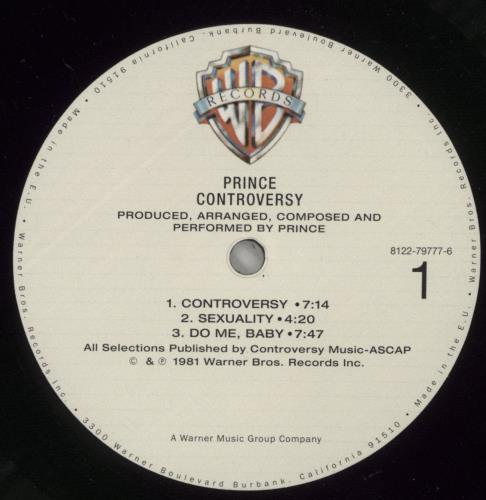 WB
RECORDS
PRINCE
CONTROVERSY
PRODUCED, ARRANGED, COMPOSED AND
PERFORMED BY PRINCE
8122-79777-6
1
1. CONTROVERSY • 7:14
2. SEXUALITY • 4:20
3. DO ME, BABY • 7:47
All Selections Published by Controversy Music-ASCAP
© & ℗ 1981 Warner Bros. Records Inc.
A Warner Music Group Company
• Made in the E.U. • Warner Bros. Records Inc. • 3300 Warner Boulevard Burbank, California 91510 • Made in the E.U. • Warner Bros. Records Inc. • 3300 Warner Boulevard Burbank, California 91510